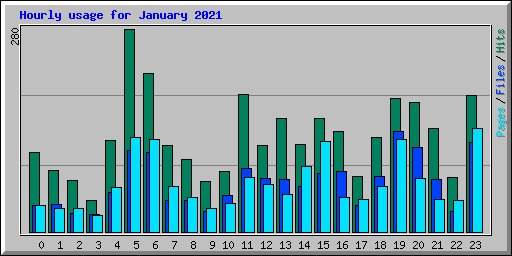 Hourly usage for January 2021
280
Pages/Files/Hits
0 1 2 3 4 5 6 7 8 9 10 11 12 13 14 15 16 17 18 19 20 21 22 23